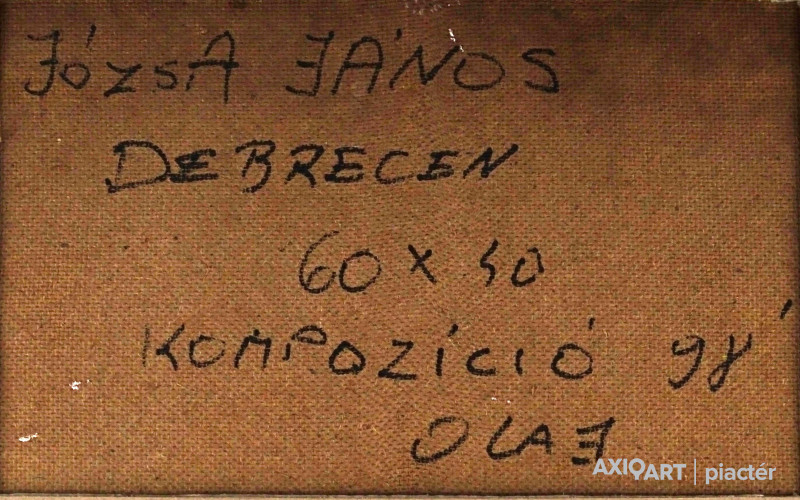 Józsa János
DEBRECEN
60 x 50
KOMPOZÍCIÓ 98'
OLAJ
AXIOART | piactér